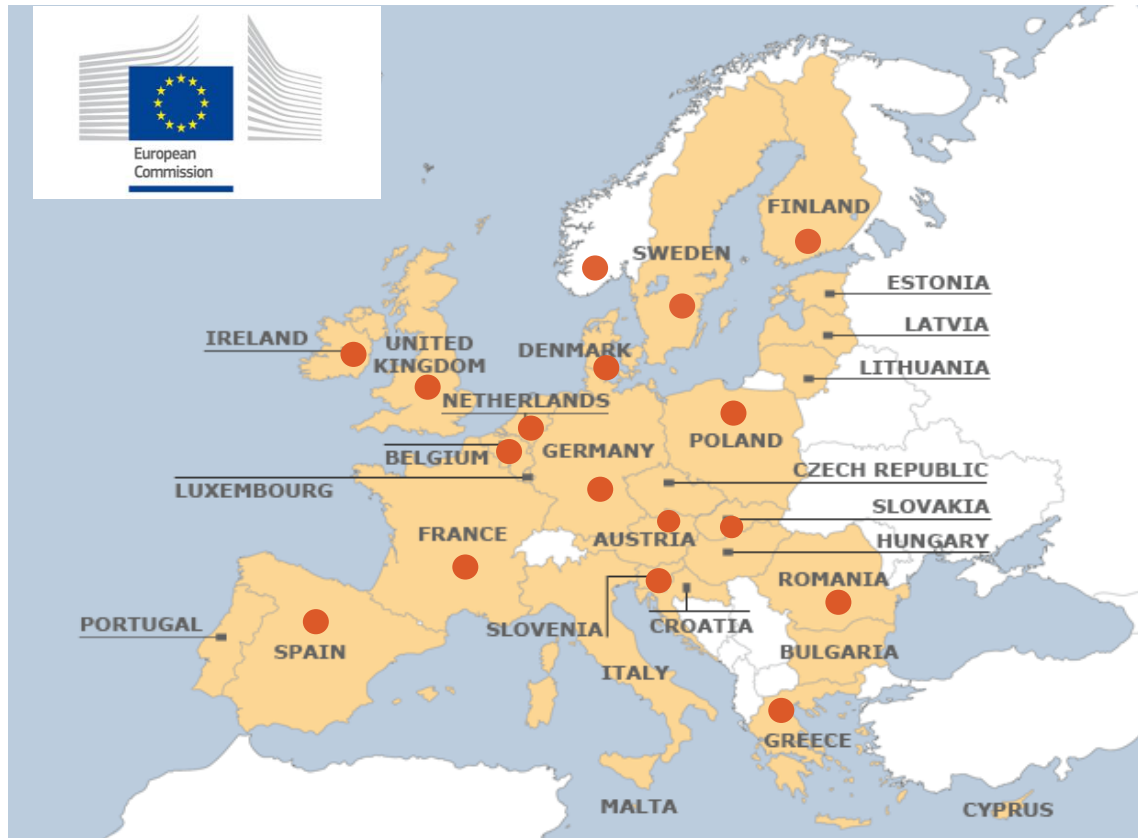 European
Commission
FINLAND
SWEDEN
ESTONIA
IRELAND
LATVIA
UNITED
KINGDOM
DENMARK
LITHUANIA
NETHERLANDS
POLAND
BELGIUM
GERMANY
CZECH REPUBLIC
LUXEMBOURG
SLOVAKIA
FRANCE
AUSTRIA
HUNGARY
ROMANIA
PORTUGAL
SLOVENIA
CROATIA
SPAIN
BULGARIA
ITALY
GREECE
MALTA
CYPRUS